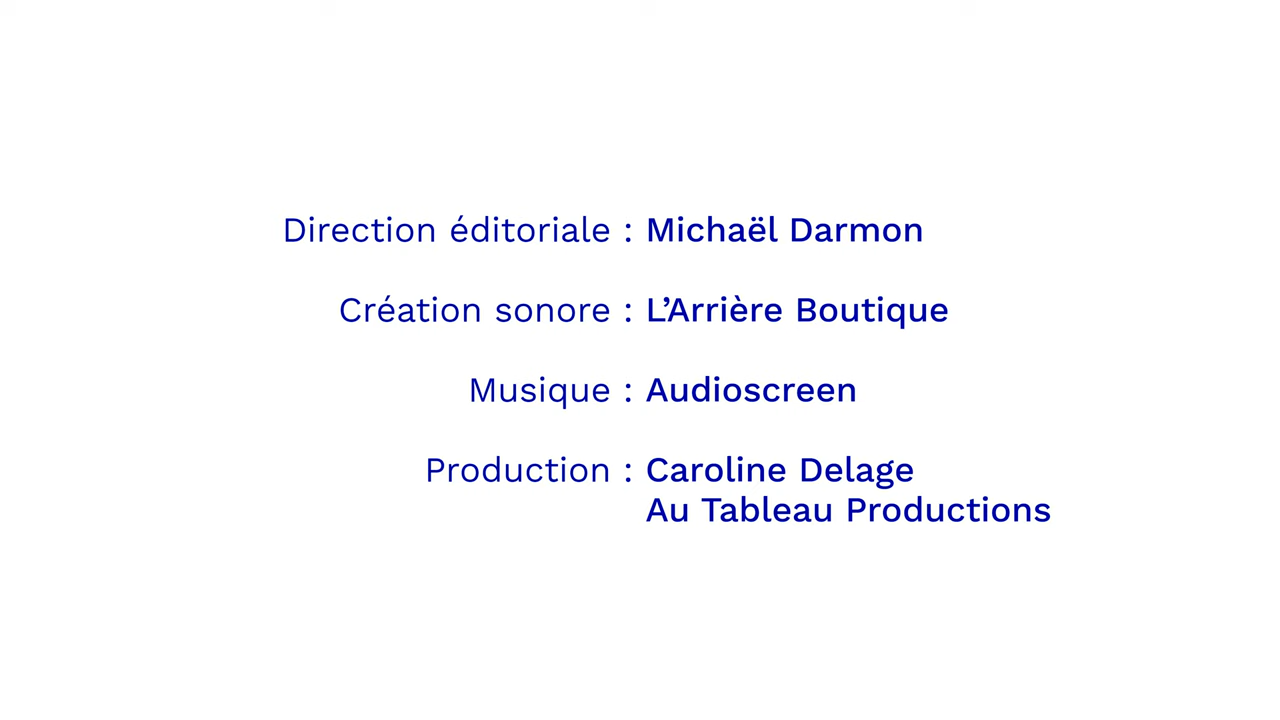 Direction éditoriale : Michaël Darmon
Création sonore : L’Arrière Boutique
Musique : Audioscreen
Production : Caroline Delage
Au Tableau Productions